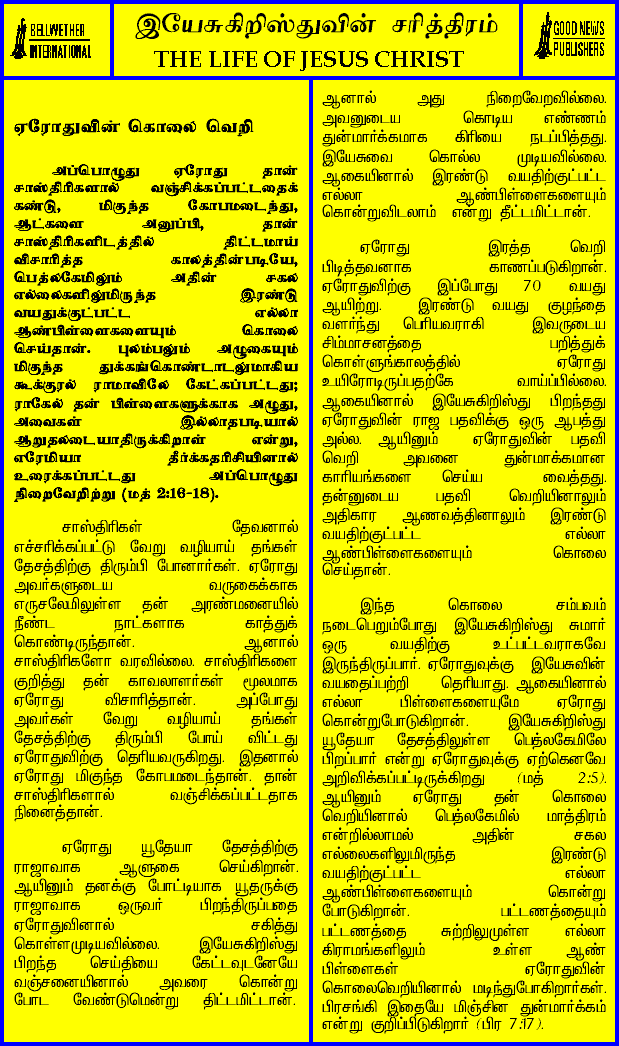 BELLWETHER
INTERNATIONAL
இயேசுகிறிஸ்துவின் சரித்திரம்
THE LIFE OF JESUS CHRIST
GOOD NEWS
PUBLISHERS
ஏரோதுவின் கொலை வெறி
அப்பொழுது ஏரோது தான்
சாஸ்திரிகளால் வஞ்சிக்கப்பட்டதைக்
கண்டு, மிகுந்த கோபமடைந்து,
ஆட்களை அனுப்பி, தான்
சாஸ்திரிகளிடத்தில் திட்டமாய்
விசாரித்த காலத்தின்படியே,
பெத்லகேமிலும் அதின் சகல
எல்லைகளிலுமிருந்த இரண்டு
வயதுக்குட்பட்ட எல்லா
ஆண்பிள்ளைகளையும் கொலை
செய்தான். புலம்பலும் அழுகையும்
மிகுந்த துக்கங்கொண்டாடலுமாகிய
கூக்குரல் ராமாவிலே கேட்கப்பட்டது;
ராகேல் தன் பிள்ளைகளுக்காக அழுது,
அவைகள் இல்லாதபடியால்
ஆறுதலடையாதிருக்கிறாள் என்று,
எரேமியா தீர்க்கதரிசியினால்
உரைக்கப்பட்டது அப்பொழுது
நிறைவேறிற்று (மத் 2:16-18).
சாஸ்திரிகள் தேவனால்
எச்சரிக்கப்பட்டு வேறு வழியாய் தங்கள்
தேசத்திற்கு திரும்பி போனார்கள். ஏரோது
அவர்களுடைய வருகைக்காக
எருசலேமிலுள்ள தன் அரண்மனையில்
நீண்ட நாட்களாக காத்துக்
கொண்டிருந்தான். ஆனால்
சாஸ்திரிகளோ வரவில்லை. சாஸ்திரிகளை
குறித்து தன் காவலாளர்கள் மூலமாக
ஏரோது விசாரித்தான். அப்போது
அவர்கள் வேறு வழியாய் தங்கள்
தேசத்திற்கு திரும்பி போய் விட்டது
ஏரோதுவிற்கு தெரியவருகிறது. இதனால்
ஏரோது மிகுந்த கோபமடைந்தான். தான்
சாஸ்திரிகளால் வஞ்சிக்கப்பட்டதாக
நினைத்தான்.
ஏரோது யூதேயா தேசத்திற்கு
ராஜாவாக ஆளுகை செய்கிறான்.
ஆயினும் தனக்கு போட்டியாக யூதருக்கு
ராஜாவாக ஒருவர் பிறந்திருப்பதை
ஏரோதுவினால் சகித்து
கொள்ளமுடியவில்லை. இயேசுகிறிஸ்து
பிறந்த செய்தியை கேட்டவுடனேயே
வஞ்சனையினால் அவரை கொன்று
போட வேண்டுமென்று திட்டமிட்டான்.
ஆனால் அது நிறைவேறவில்லை.
அவனுடைய கொடிய எண்ணம்
துன்மார்க்கமாக கிரியை நடப்பித்தது.
இயேசுவை கொல்ல முடியவில்லை.
ஆகையினால் இரண்டு வயதிற்குட்பட்ட
எல்லா ஆண்பிள்ளைகளையும்
கொன்றுவிடலாம் என்று தீட்டமிட்டான்.
ஏரோது இரத்த வெறி
பிடித்தவனாக காணப்படுகிறான்.
ஏரோதுவிற்கு இப்போது 70 வயது
ஆயிற்று. இரண்டு வயது குழந்தை
வளர்ந்து பெரியவராகி இவருடைய
சிம்மாசனத்தை பறித்துக்
கொள்ளுங்காலத்தில் ஏரோது
உயிரோடிருப்பதற்கே வாய்ப்பில்லை.
ஆகையினால் இயேசுகிறிஸ்து பிறந்தது
ஏரோதுவின் ராஜ பதவிக்கு ஒரு ஆபத்து
அல்ல. ஆயினும் ஏரோதுவின் பதவி
வெறி அவனை துன்மாக்கமான
காரியங்களை செய்ய வைத்தது.
தன்னுடைய பதவி வெறியினாலும்
அதிகார ஆணவத்தினாலும் இரண்டு
வயதிற்குட்பட்ட எல்லா
ஆண்பிள்ளைகளையும் கொலை
செய்தான்.
இந்த கொலை சம்பவம்
நடைபெறும்போது இயேசுகிறிஸ்து சுமார்
ஒரு வயதிற்கு உட்பட்டவராகவே
இருந்திருப்பார். ஏரோதுவுக்கு இயேசுவின்
வயதைப்பற்றி தெரியாது. ஆகையினால்
எல்லா பிள்ளைகளையுமே ஏரோது
கொன்றுபோடுகிறான். இயேசுகிறிஸ்து
யூதேயா தேசத்திலுள்ள பெத்லகேமிலே
பிறப்பார் என்று ஏரோதுவுக்கு ஏற்கெனவே
அறிவிக்கப்பட்டிருக்கிறது (மத் 2:5).
ஆயினும் ஏரோது தன் கொலை
வெறியினால் பெத்லகேமில் மாத்திரம்
என்றில்லாமல் அதின் சகல
எல்லைகளிலுமிருந்த இரண்டு
வயதிற்குட்பட்ட எல்லா
ஆண்பிள்ளைகளையும் கொன்று
போடுகிறான். பட்டணத்தையும்
பட்டணத்தை சுற்றிலுமுள்ள எல்லா
கிராமங்களிலும் உள்ள ஆண்
பிள்ளைகள் ஏரோதுவின்
கொலைவெறியினால் மடிந்துபோகிறார்கள்.
பிரசங்கி இதையே மிஞ்சின துன்மார்க்கம்
என்று குறிப்பிடுகிறார் (பிர 7:17).